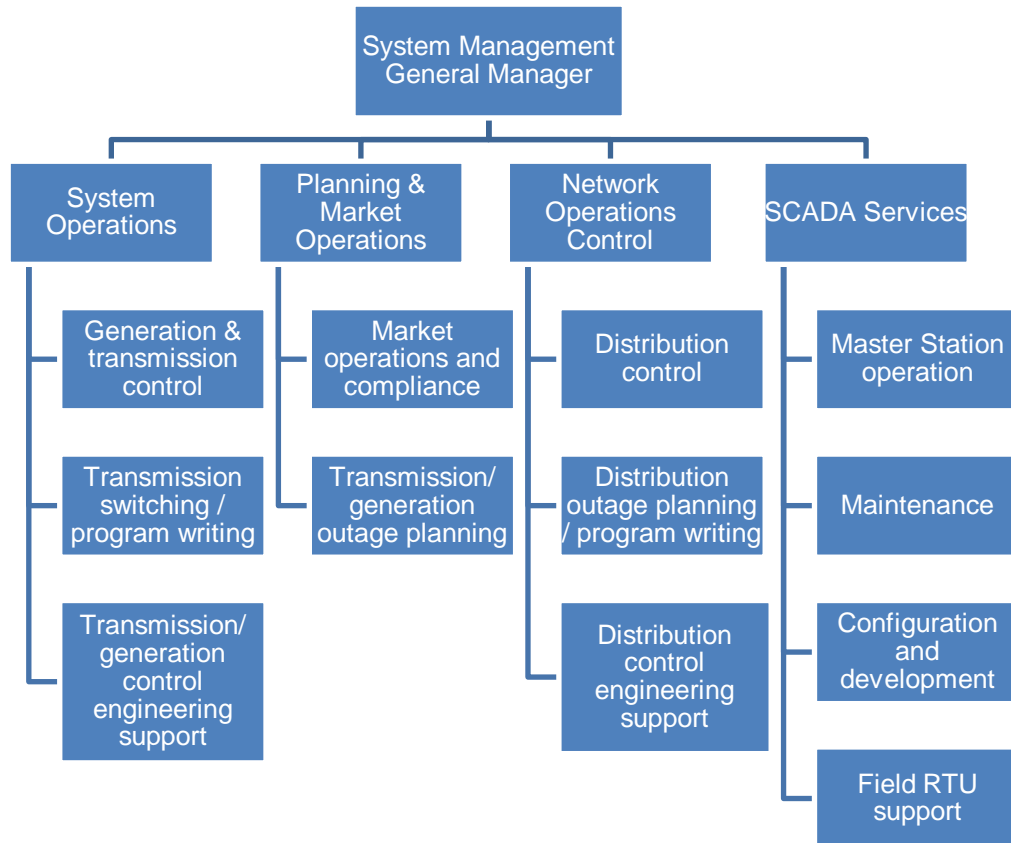 System Management
General Manager
System
Operations
Planning &
Market
Operations
Network
Operations
Control
SCADA Services
Generation &
transmission
control
Transmission
switching /
program writing
Transmission/
generation
control
engineering
support
Market
operations and
compliance
Transmission/
generation
outage planning
Distribution
control
Distribution
outage planning
/ program writing
Distribution
control
engineering
support
Master Station
operation
Maintenance
Configuration
and
development
Field RTU
support